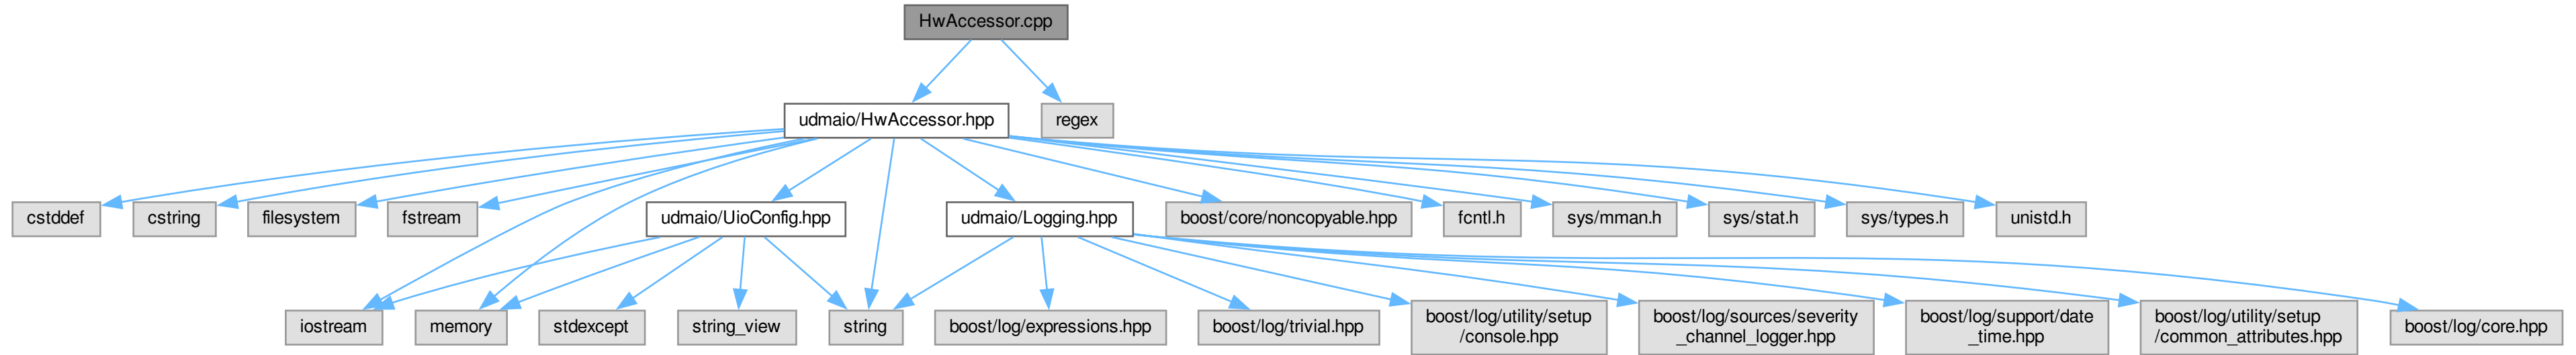 HwAccessor.cpp
udmaio/HwAccessor.hpp
regex
cstddef
cstring
filesystem
fstream
udmaio/UioConfig.hpp
udmaio/Logging.hpp
boost/core/noncopyable.hpp
fcntl.h
sys/mman.h
sys/stat.h
sys/types.h
unistd.h
iostream
memory
stdexcept
string_view
string
boost/log/expressions.hpp
boost/log/trivial.hpp
boost/log/utility/setup
/console.hpp
boost/log/sources/severity
_channel_logger.hpp
boost/log/support/date
_time.hpp
boost/log/utility/setup
/common_attributes.hpp
boost/log/core.hpp